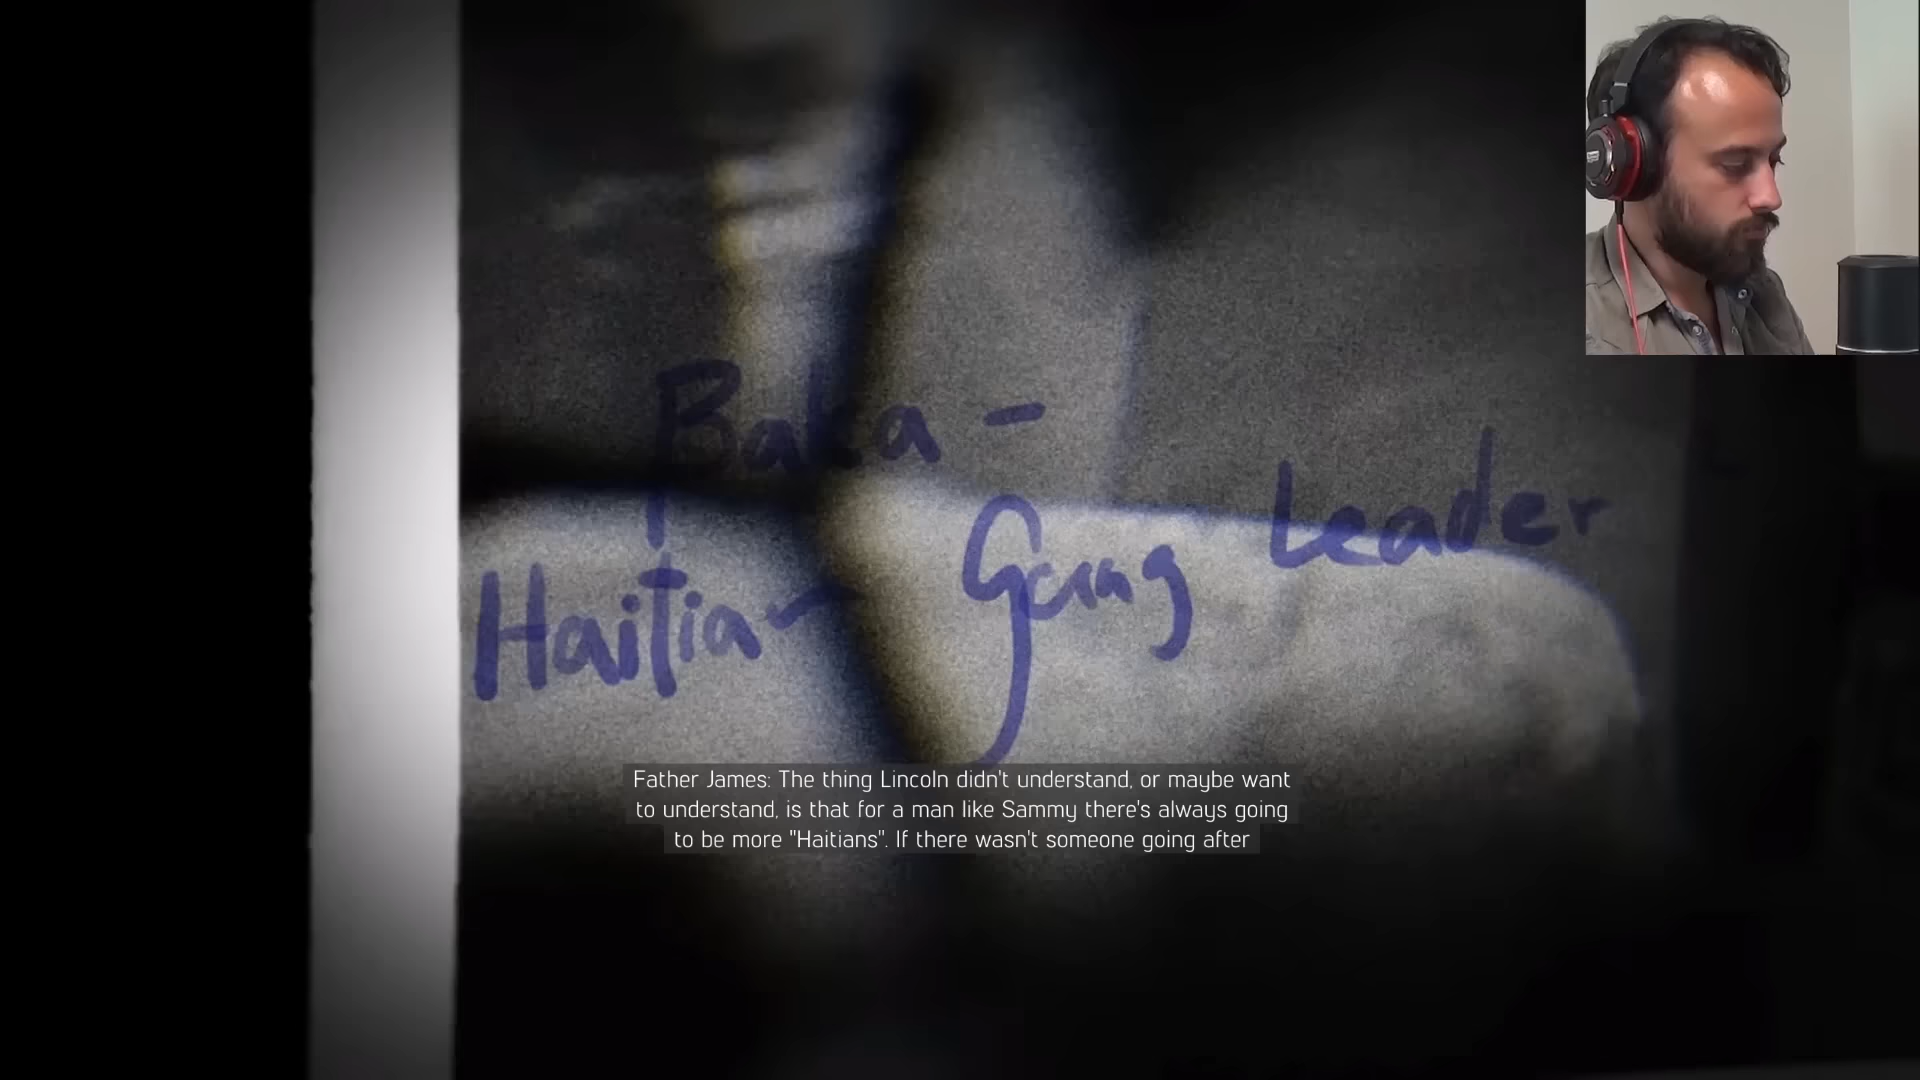 Baka -
Haitian Gang Leader
Father James: The thing Lincoln didn't understand, or maybe want
to understand, is that for a man like Sammy there's always going
to be more "Haitians". If there wasn't someone going after